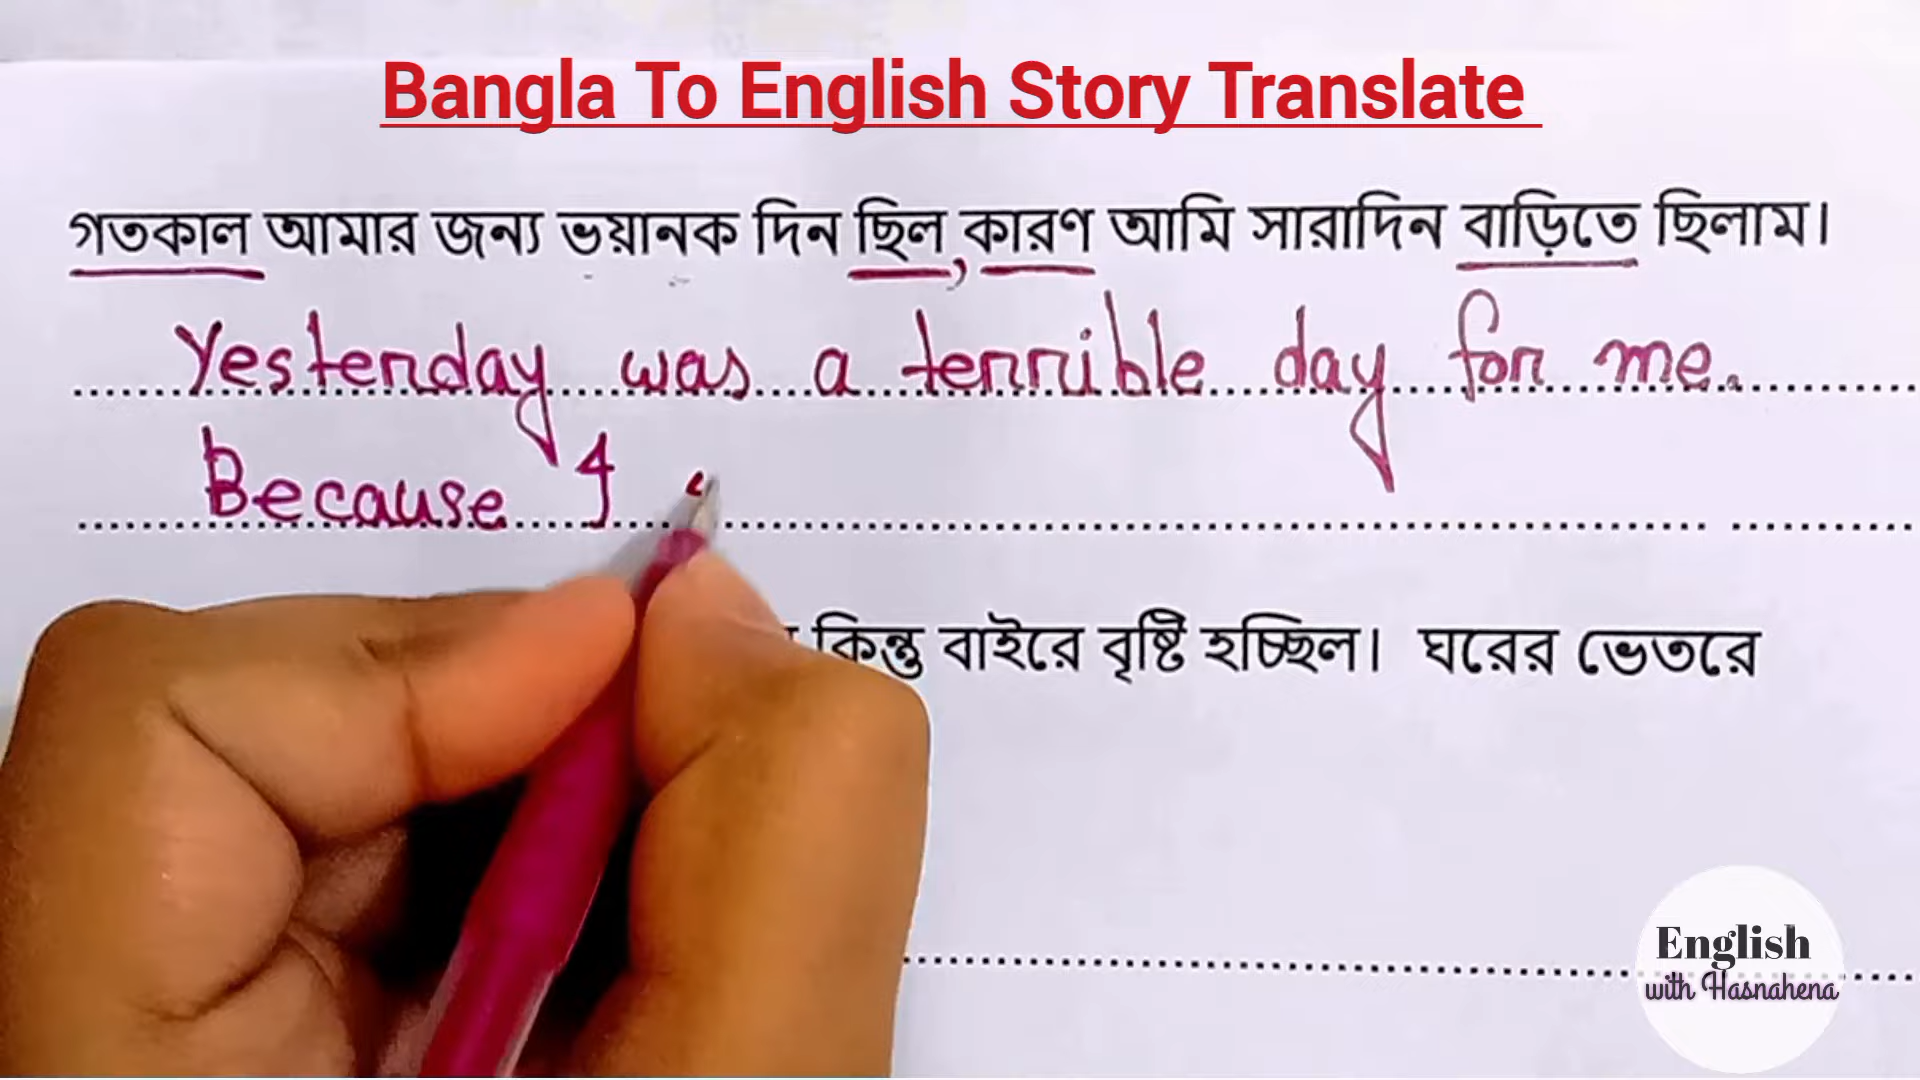 Bangla To English Story Translate
গতকাল আমার জন্য ভয়ানক দিন ছিল, কারণ আমি সারাদিন বাড়িতে ছিলাম।
Yesterday was a terrible day for me.
Because I
কিন্তু বাইরে বৃষ্টি হচ্ছিল। ঘরের ভেতরে
English
with Hasnahena